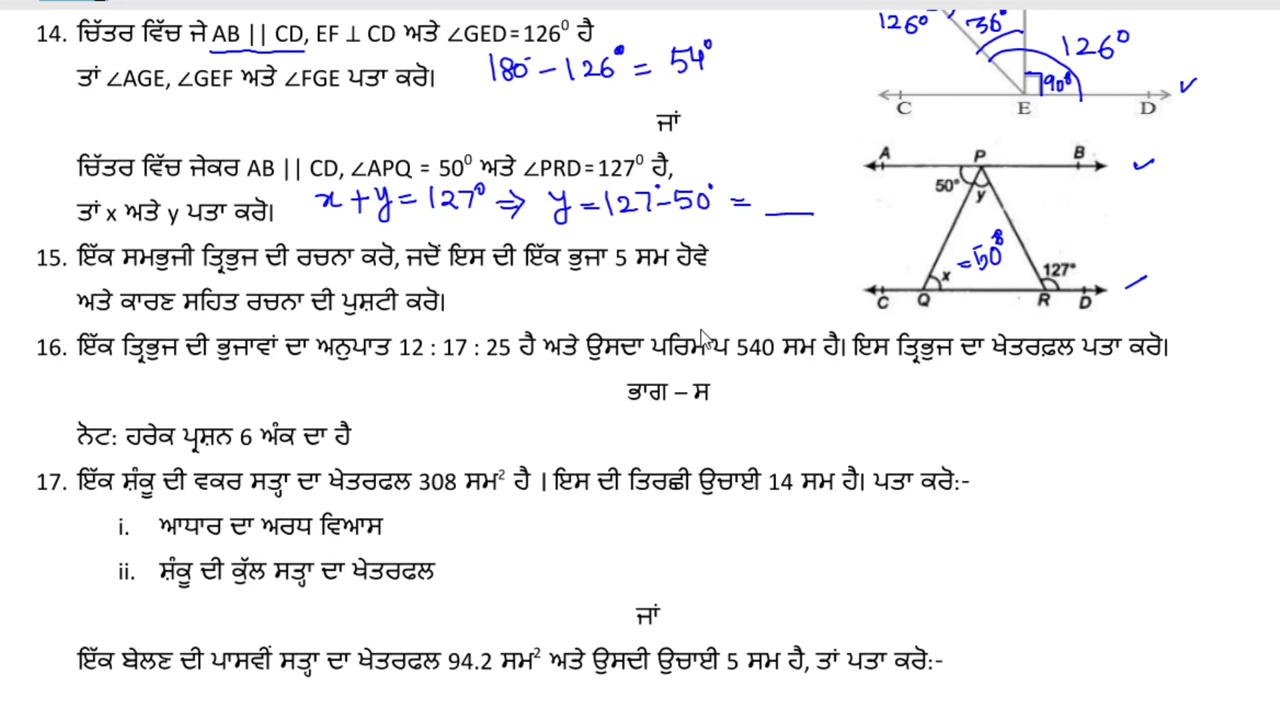 14. ਚਿੱਤਰ ਵਿੱਚ ਜੇ AB || CD, EF ⊥ CD ਅਤੇ ∠GED=126⁰ ਹੈ
ਤਾਂ ∠AGE, ∠GEF ਅਤੇ ∠FGE ਪਤਾ ਕਰੋ।
180 - 126° = 54°
126° 36° 126°
90°
C E D
ਜਾਂ
ਚਿੱਤਰ ਵਿੱਚ ਜੇਕਰ AB || CD, ∠APQ = 50⁰ ਅਤੇ ∠PRD=127⁰ ਹੈ,
ਤਾਂ x ਅਤੇ y ਪਤਾ ਕਰੋ।
x + y = 127° ⇒ y = 127° - 50° = __
A P B
50° y
= 50°
x 127°
C Q R D
15. ਇੱਕ ਸਮਭੁਜੀ ਤ੍ਰਿਭੁਜ ਦੀ ਰਚਨਾ ਕਰੋ, ਜਦੋਂ ਇਸ ਦੀ ਇੱਕ ਭੁਜਾ 5 ਸਮ ਹੋਵੇ
ਅਤੇ ਕਾਰਣ ਸਹਿਤ ਰਚਨਾ ਦੀ ਪੁਸ਼ਟੀ ਕਰੋ।
16. ਇੱਕ ਤ੍ਰਿਭੁਜ ਦੀ ਭੁਜਾਵਾਂ ਦਾ ਅਨੁਪਾਤ 12 : 17 : 25 ਹੈ ਅਤੇ ਉਸਦਾ ਪਰਿਮਾਪ 540 ਸਮ ਹੈ। ਇਸ ਤ੍ਰਿਭੁਜ ਦਾ ਖੇਤਰਫ਼ਲ ਪਤਾ ਕਰੋ।
ਭਾਗ – ਸ
ਨੋਟ: ਹਰੇਕ ਪ੍ਰਸ਼ਨ 6 ਅੰਕ ਦਾ ਹੈ
17. ਇੱਕ ਸ਼ੰਕੂ ਦੀ ਵਕਰ ਸਤ੍ਹਾ ਦਾ ਖੇਤਰਫਲ 308 ਸਮ² ਹੈ । ਇਸ ਦੀ ਤਿਰਛੀ ਉਚਾਈ 14 ਸਮ ਹੈ। ਪਤਾ ਕਰੋ:-
i. ਆਧਾਰ ਦਾ ਅਰਧ ਵਿਆਸ
ii. ਸ਼ੰਕੂ ਦੀ ਕੁੱਲ ਸਤ੍ਹਾ ਦਾ ਖੇਤਰਫਲ
ਜਾਂ
ਇੱਕ ਬੇਲਣ ਦੀ ਪਾਸਵੀਂ ਸਤ੍ਹਾ ਦਾ ਖੇਤਰਫਲ 94.2 ਸਮ² ਅਤੇ ਉਸਦੀ ਉਚਾਈ 5 ਸਮ ਹੈ, ਤਾਂ ਪਤਾ ਕਰੋ:-